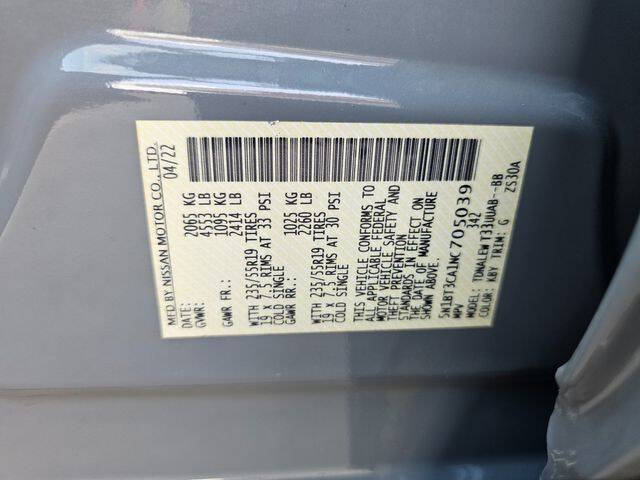 MFD BY NISSAN MOTOR CO., LTD.
04/22
DATE:
GVWR: 2065 KG
4553 LB
GAWR FR.: 1095 KG
2414 LB
WITH 235/55R19 TIRES
19 X 7.5 RIMS AT 33 PSI
COLD SINGLE
GAWR RR.: 1025 KG
2260 LB
WITH 235/55R19 TIRES
19 X 7.5 RIMS AT 36 PSI
COLD SINGLE
THIS VEHICLE CONFORMS TO
ALL APPLICABLE FEDERAL
MOTOR VEHICLE SAFETY AND
THEFT PREVENTION
STANDARDS IN EFFECT ON
THE DATE OF MANUFACTURE
SHOWN ABOVE.
5N1BT3CA1NC705039
MPV 342
MODEL: TDNALEW T33UUAB--BB
COLOR: KBY TRIM: G ZS30A